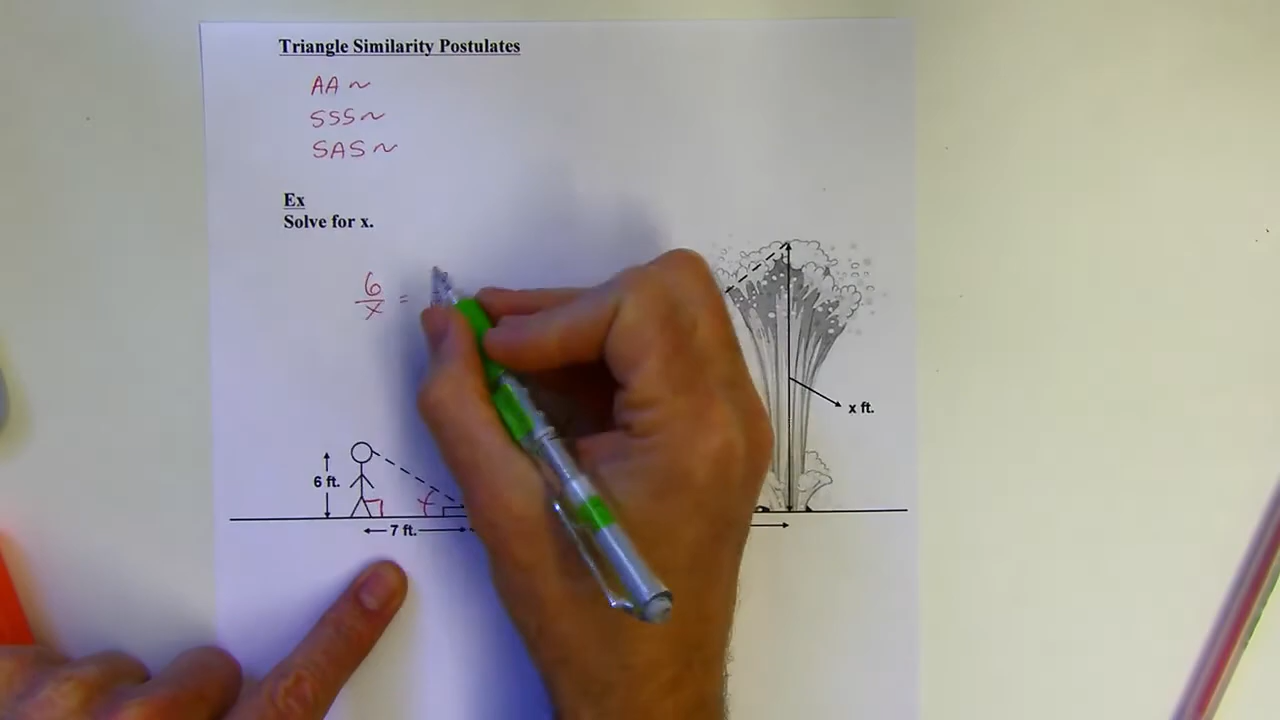 Triangle Similarity Postulates
AA ~
SSS ~
SAS ~
Ex
Solve for x.
6
x
=
x ft.
6 ft.
7 ft.